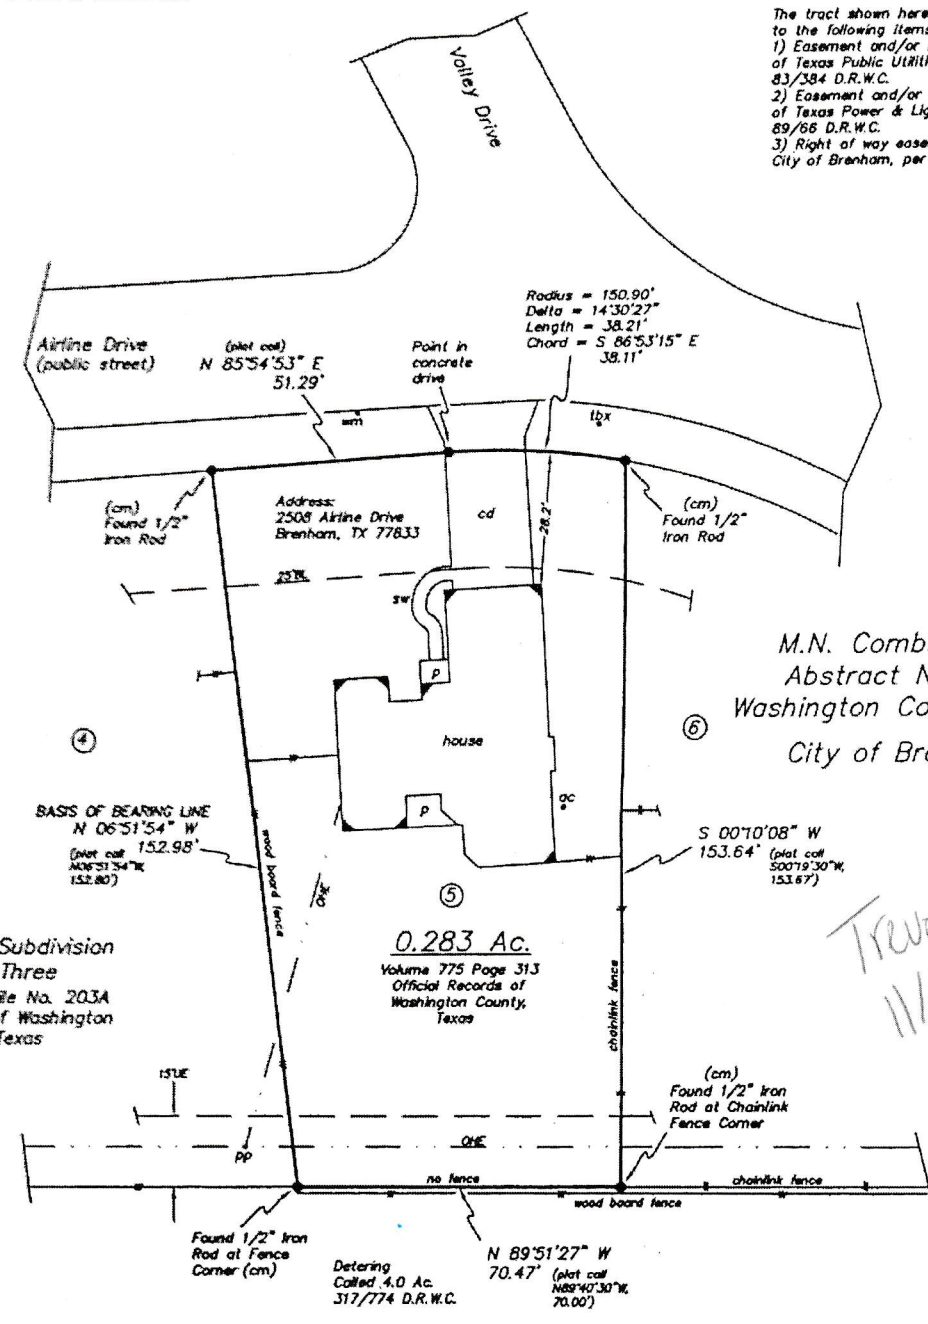 The tract shown here
to the following items
1) Easement and/or
of Texas Public Utiliti
83/384 D.R.W.C.
2) Easement and/or
of Texas Power & Lig
89/66 D.R.W.C.
3) Right of way ease
City of Brenham, per
Valley Drive
Airline Drive
(public street)
(plat call)
N 85°54'53" E
51.29'
Point in
concrete
drive
Radius = 150.90'
Delta = 14°30'27"
Length = 38.21'
Chord = S 86°53'15" E
38.11'
wm
tbx
(cm)
Found 1/2"
Iron Rod
Address:
2508 Airline Drive
Brenham, TX 77833
cd
28.2'
(cm)
Found 1/2"
Iron Rod
25'BL
sw
P
M.N. Comb
Abstract N
Washington Co
City of Bre
4
house
6
ac
P
BASIS OF BEARING LINE
N 06°51'54" W
152.98'
(plat call
N06°51'54"W,
152.80')
wood board fence
OHE
S 00°10'08" W
153.64' (plat call
S00°19'30"W,
153.67')
5
0.283 Ac.
Volume 775 Page 313
Official Records of
Washington County,
Texas
Subdivision
Three
ile No. 203A
f Washington
Texas
chainlink fence
Trev
11/
15'UE
(cm)
Found 1/2" Iron
Rod at Chainlink
Fence Corner
OHE
PP
no fence
chainlink fence
wood board fence
Found 1/2" Iron
Rod at Fence
Corner (cm)
Detering
Called 4.0 Ac.
317/774 D.R.W.C.
N 89°51'27" W
70.47' (plat call
N89°40'30"W,
70.00')